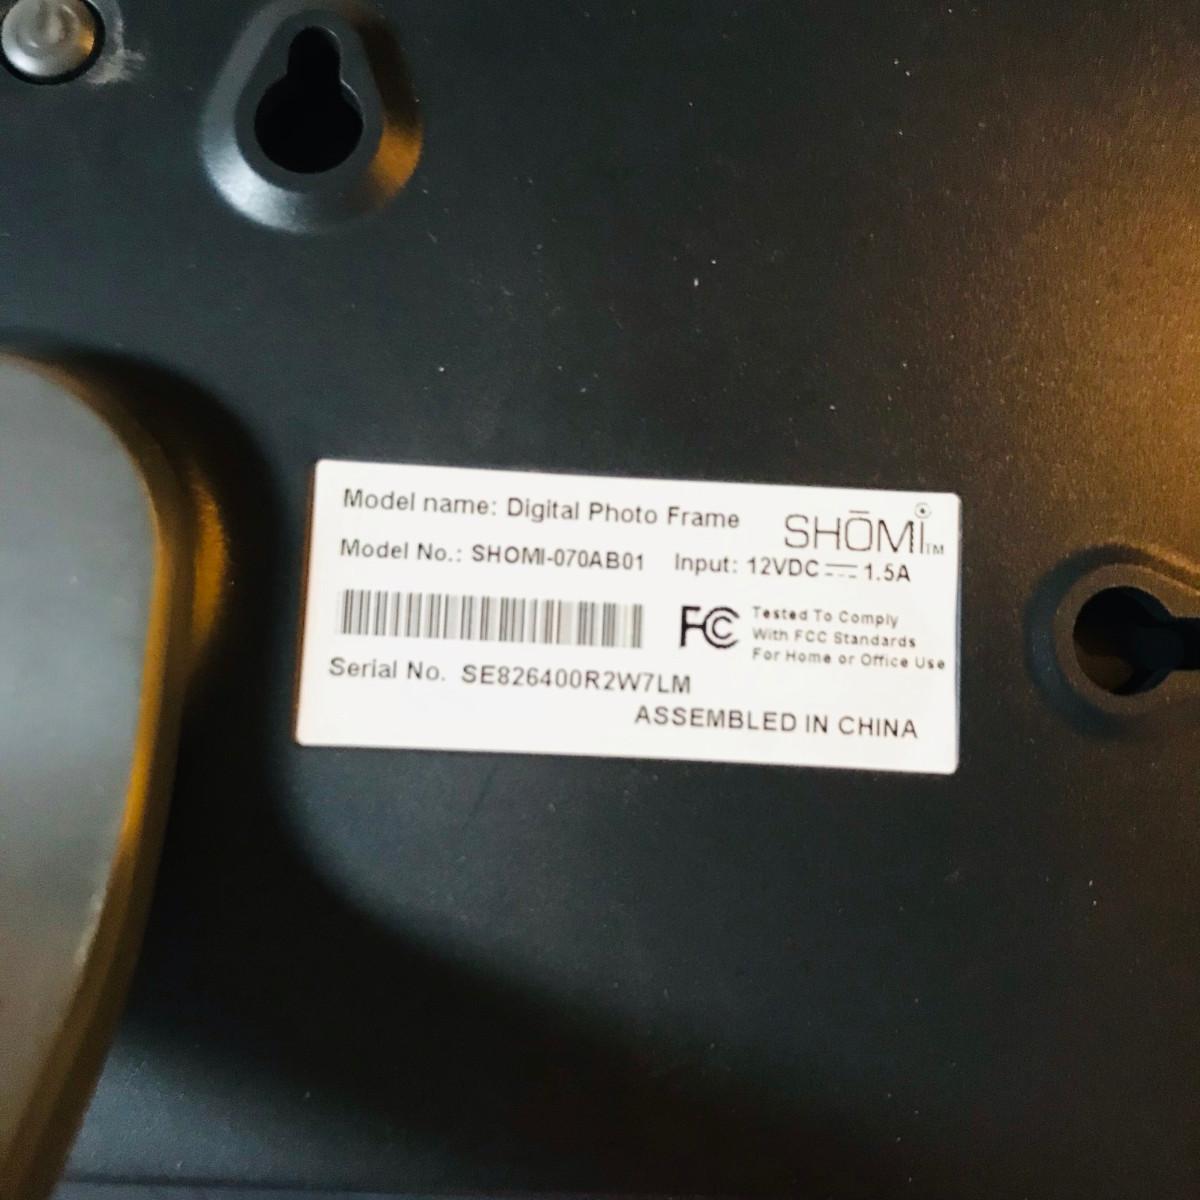 Model name: Digital Photo Frame
SHŌMI™
Model No.: SHOMI-070AB01 Input: 12VDC⎓1.5A
FC Tested To Comply
With FCC Standards
For Home or Office Use
Serial No. SE826400R2W7LM
ASSEMBLED IN CHINA